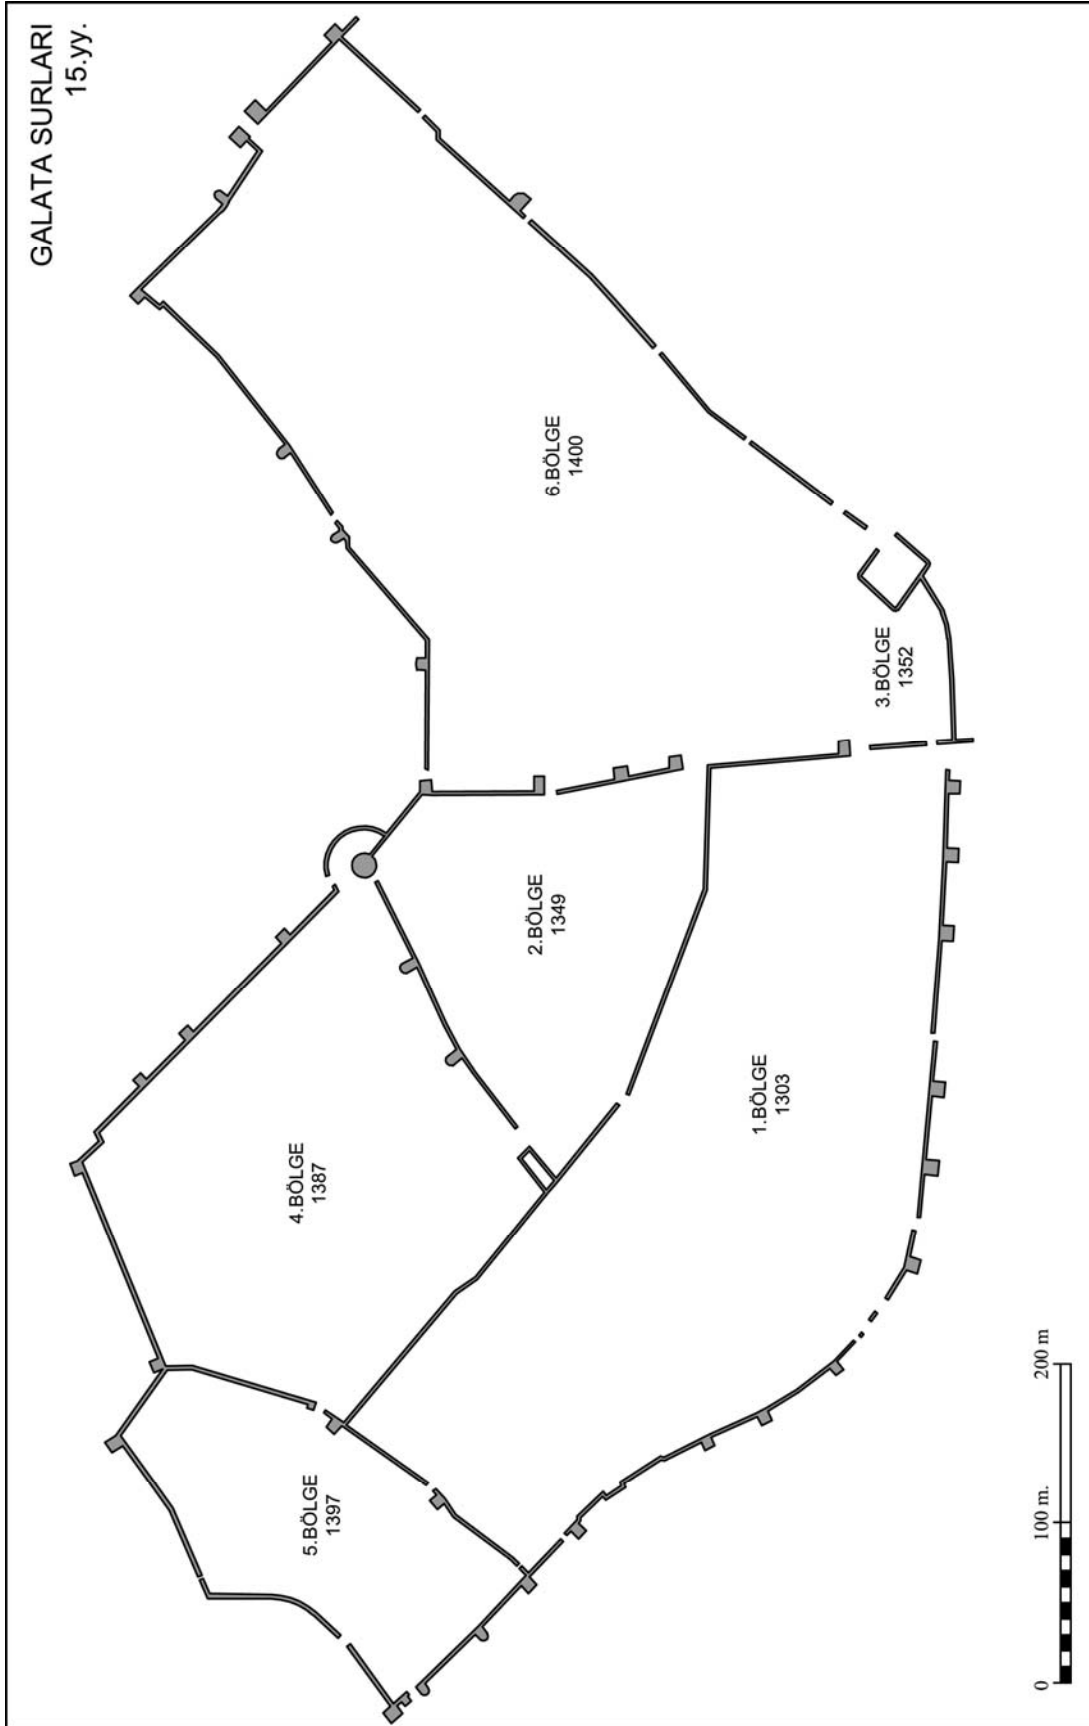 GALATA SURLARI
15.yy.
6.BÖLGE
1400
3.BÖLGE
1352
2.BÖLGE
1349
1.BÖLGE
1303
4.BÖLGE
1387
5.BÖLGE
1397
0 100 m. 200 m